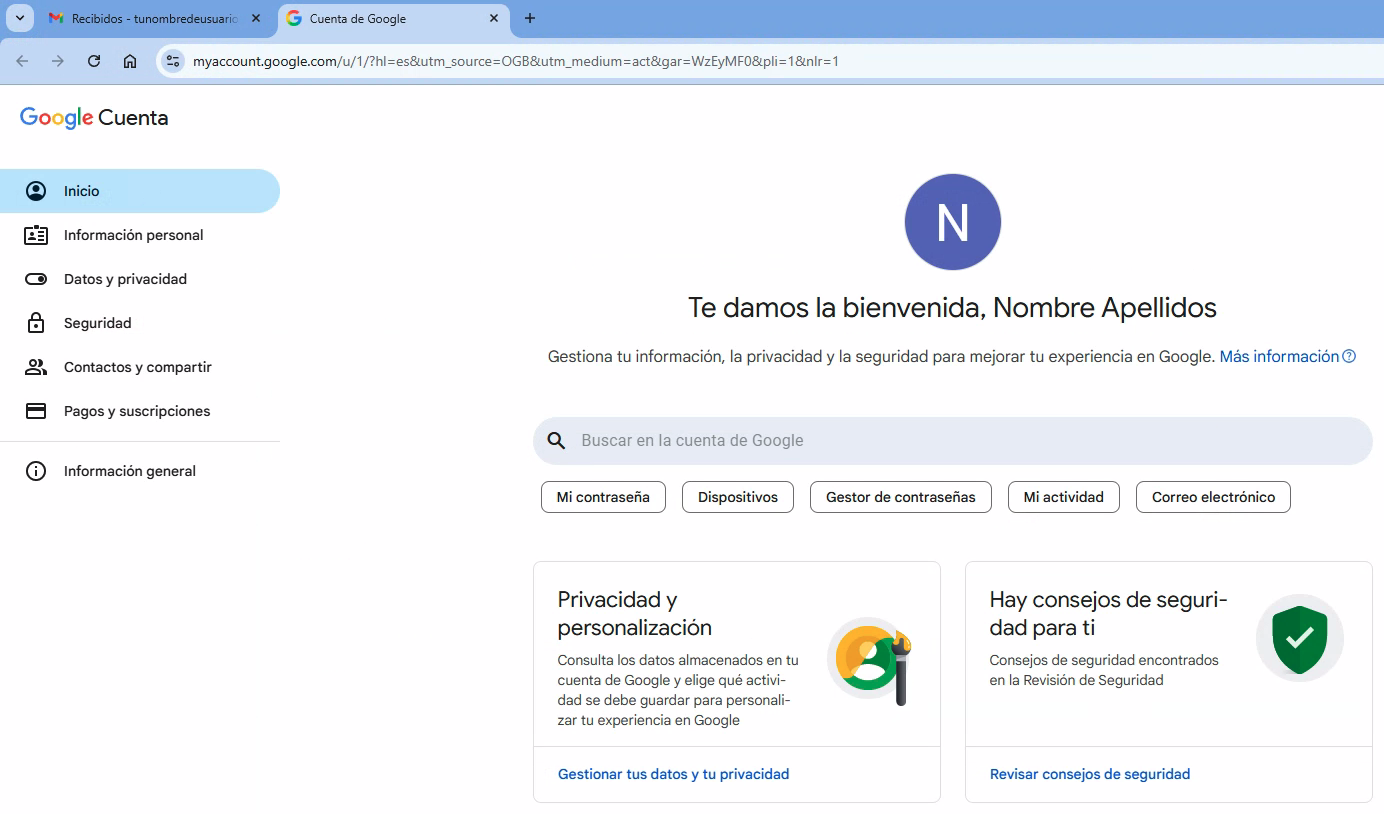 Recibidos - tunombredeusuario
Cuenta de Google
myaccount.google.com/u/1/?hl=es&utm_source=OGB&utm_medium=act&gar=WzEyMF0&pli=1&nlr=1
Google Cuenta
Inicio
Información personal
Datos y privacidad
Seguridad
Contactos y compartir
Pagos y suscripciones
Información general
N
Te damos la bienvenida, Nombre Apellidos
Gestiona tu información, la privacidad y la seguridad para mejorar tu experiencia en Google. Más información
Buscar en la cuenta de Google
Mi contraseña
Dispositivos
Gestor de contraseñas
Mi actividad
Correo electrónico
Privacidad y
personalización
Consulta los datos almacenados en tu
cuenta de Google y elige qué activi-
dad se debe guardar para personali-
zar tu experiencia en Google
Gestionar tus datos y tu privacidad
Hay consejos de seguri-
dad para ti
Consejos de seguridad encontrados
en la Revisión de Seguridad
Revisar consejos de seguridad